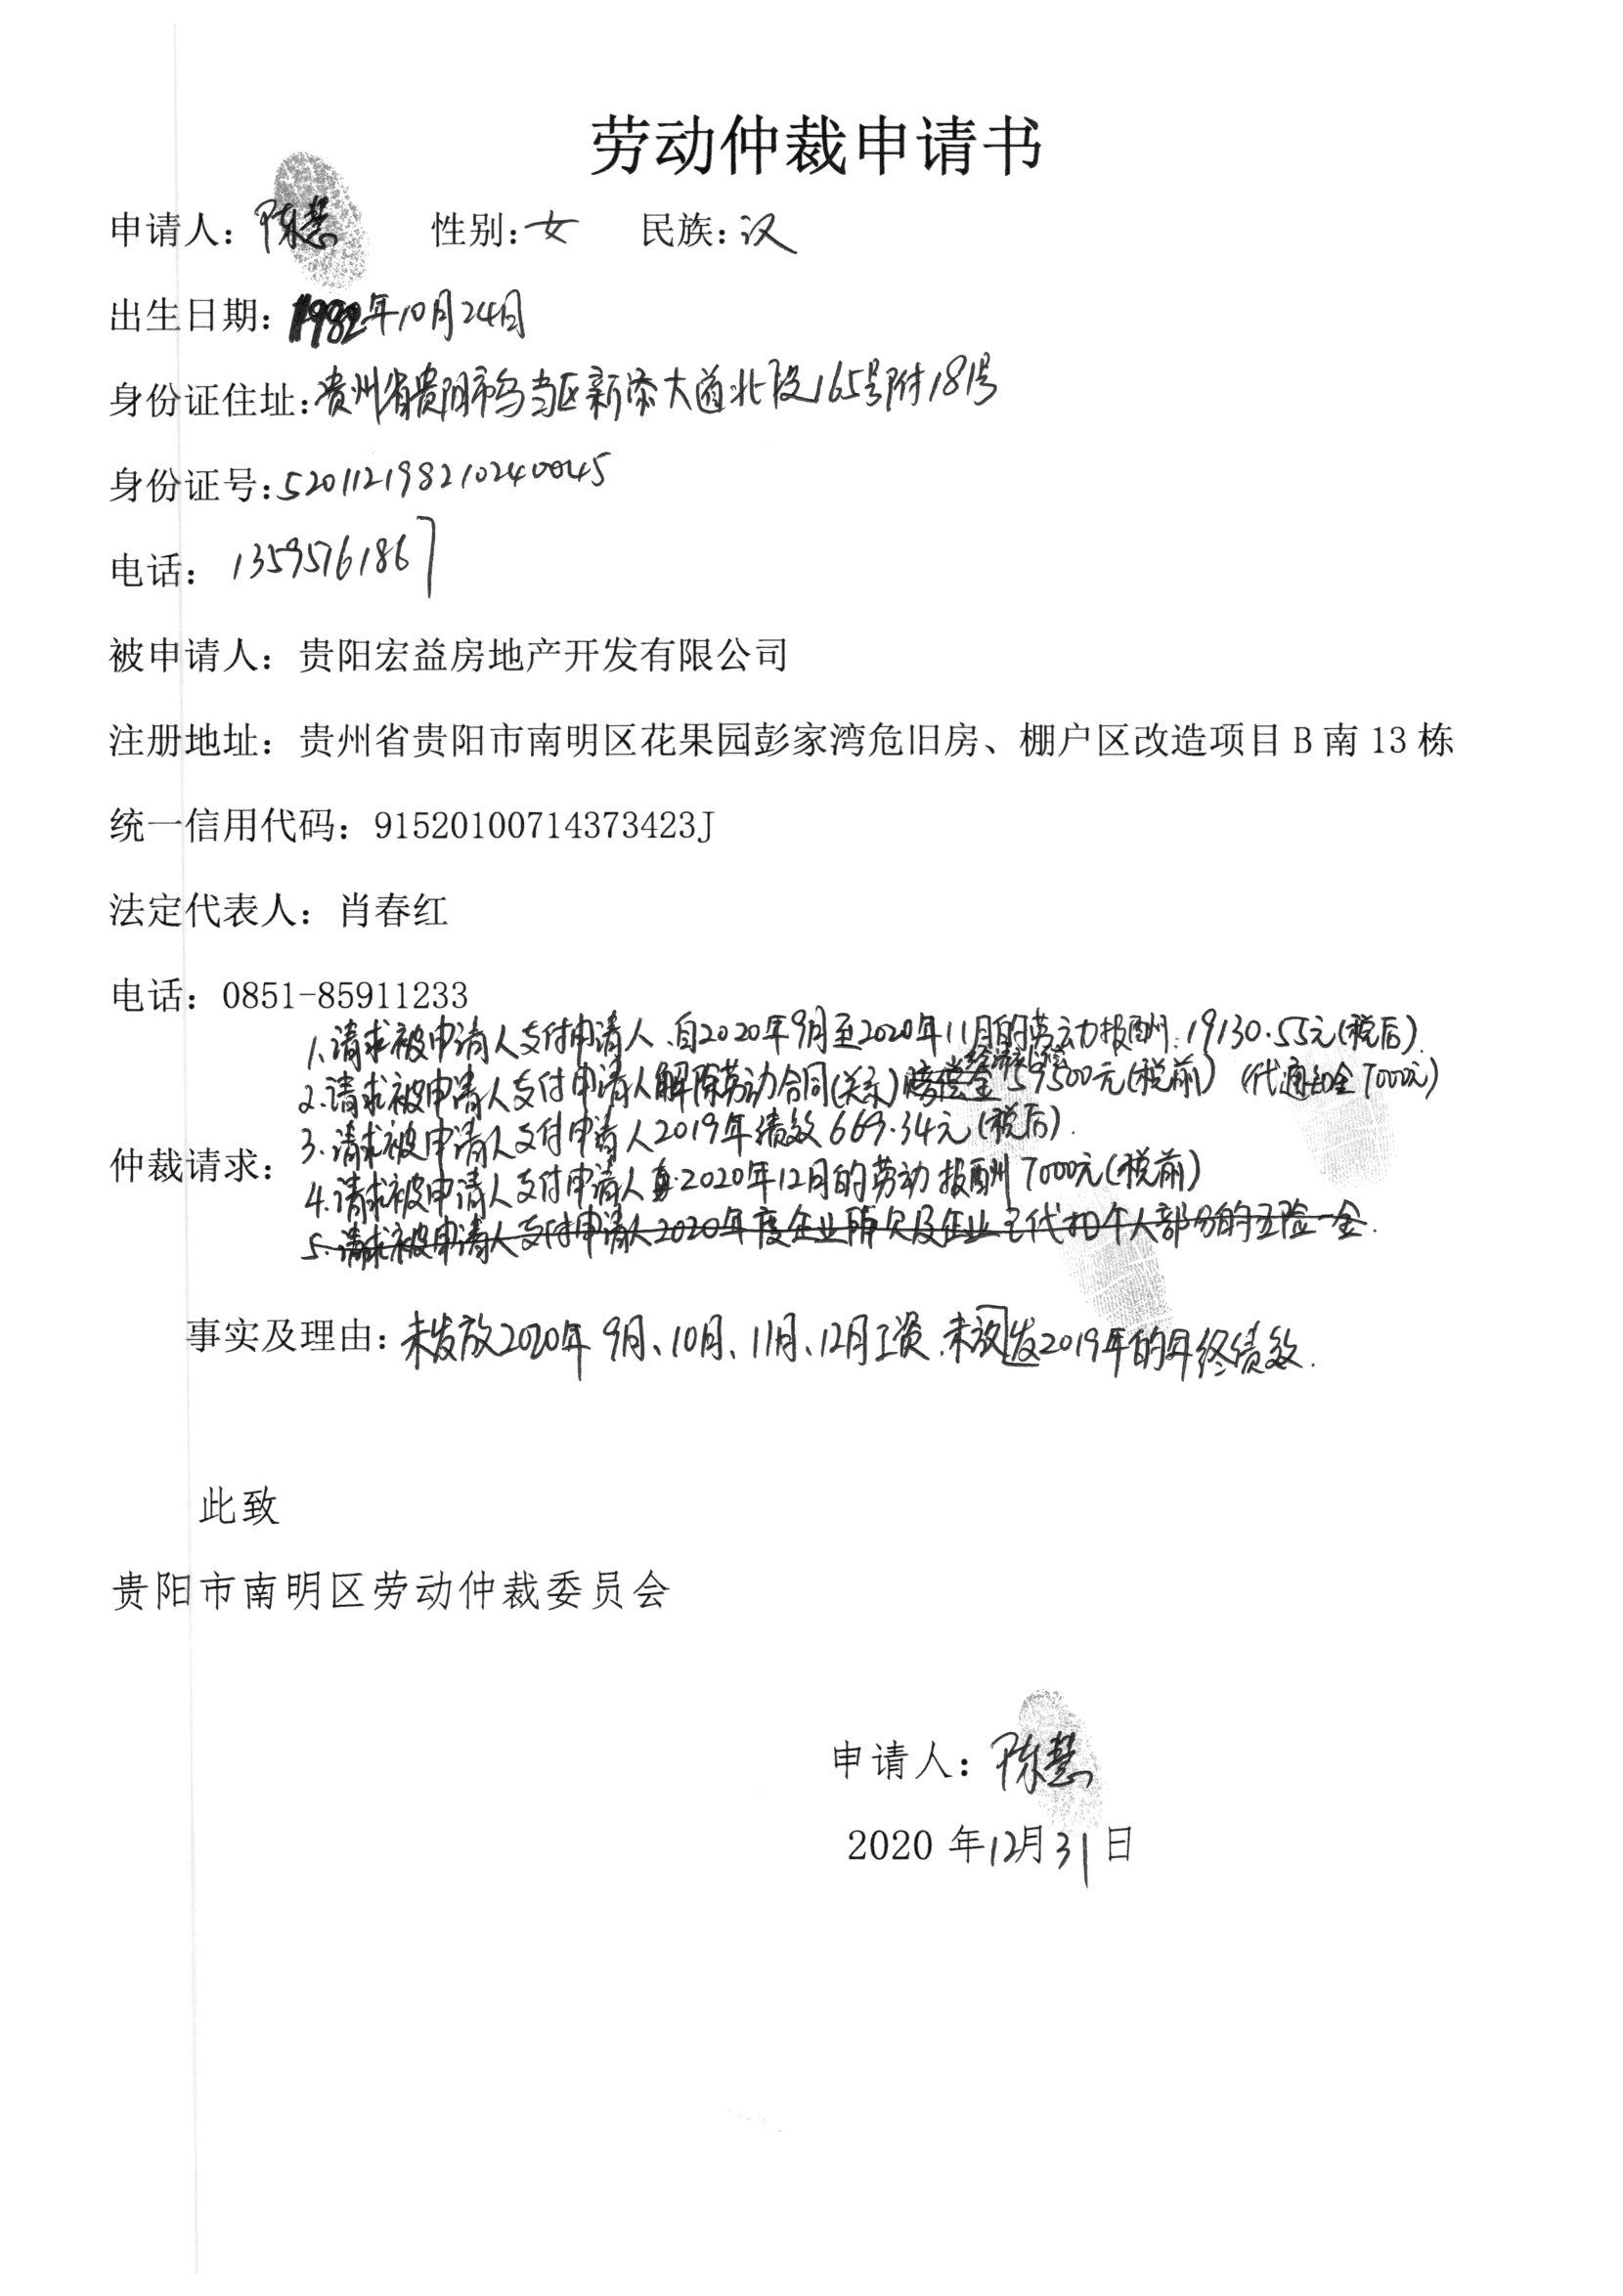 劳动仲裁申请书
申请人：陈慧 性别：女 民族：汉
出生日期：1982年10月24日
身份证住址：贵州省贵阳市乌当区新添大道北段165号附181号
身份证号：520112198210240045
电话：13595761867
被申请人：贵阳宏益房地产开发有限公司
注册地址：贵州省贵阳市南明区花果园彭家湾危旧房、棚户区改造项目 B 南 13 栋
统一信用代码：91520100714373423J
法定代表人：肖春红
电话：0851-85911233
1.请求被申请人支付申请人自2020年9月至2020年11月的劳动报酬19130.55元(税后).
2.请求被申请人支付申请人解除劳动合同(关系)经济补偿59500元(税前)(代通知金7000元)
3.请求被申请人支付申请人2019年绩效669.34元(税后).
仲裁请求：
4.请求被申请人支付申请人2020年12月的劳动报酬7000元(税前)
5.请求被申请人支付申请人2020年度企业所欠及企业已代扣个人部份的五险一金.
事实及理由：未发放2020年9月、10月、11月、12月工资.未放发2019年的年终绩效.
此致
贵阳市南明区劳动仲裁委员会
申请人：陈慧
2020 年12月31日